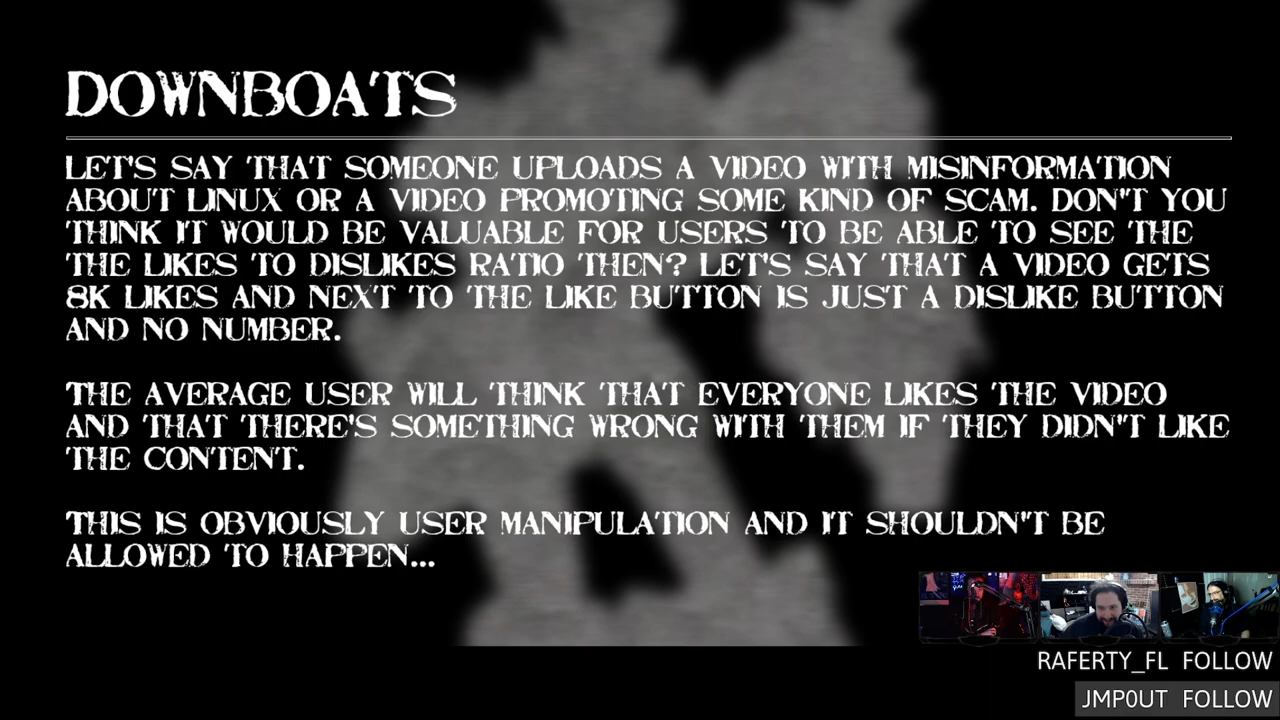 DOWNBOATS
LET'S SAY THAT SOMEONE UPLOADS A VIDEO WITH MISINFORMATION
ABOUT LINUX OR A VIDEO PROMOTING SOME KIND OF SCAM. DON'T YOU
THINK IT WOULD BE VALUABLE FOR USERS TO BE ABLE TO SEE THE
THE LIKES TO DISLIKES RATIO THEN? LET'S SAY THAT A VIDEO GETS
8K LIKES AND NEXT TO THE LIKE BUTTON IS JUST A DISLIKE BUTTON
AND NO NUMBER.
THE AVERAGE USER WILL THINK THAT EVERYONE LIKES THE VIDEO
AND THAT THERE'S SOMETHING WRONG WITH THEM IF THEY DIDN'T LIKE
THE CONTENT.
THIS IS OBVIOUSLY USER MANIPULATION AND IT SHOULDN'T BE
ALLOWED TO HAPPEN...
RAFERTY_FL FOLLOW
JMP0UT FOLLOW